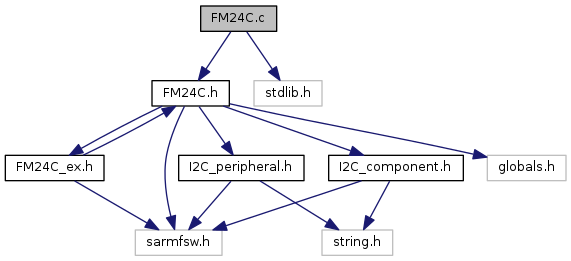 FM24C.c
FM24C.h
stdlib.h
FM24C_ex.h
I2C_peripheral.h
I2C_component.h
globals.h
sarmfsw.h
string.h